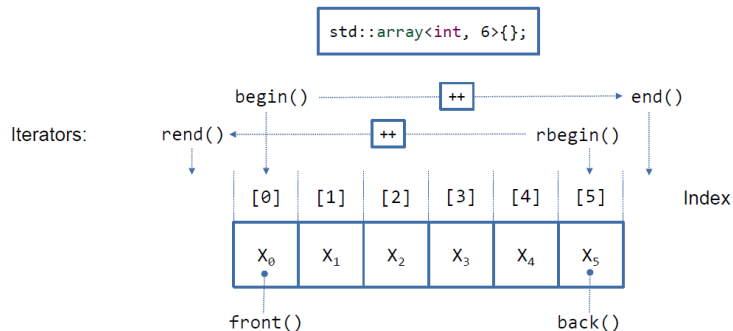 std::array<int, 6>{};
begin() ++ end()
Iterators: rend() ++ rbegin()
[0] [1] [2] [3] [4] [5] Index
X₀ X₁ X₂ X₃ X₄ X₅
front() back()